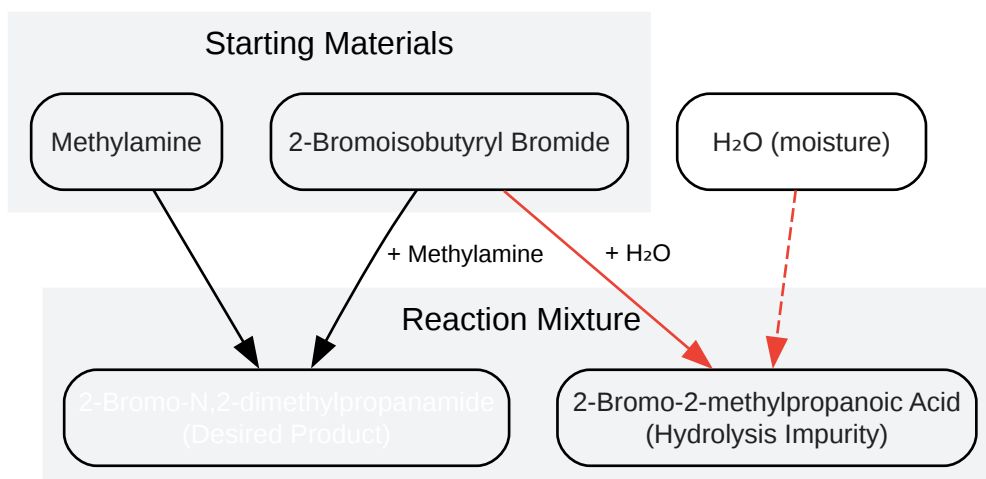 Starting Materials
Methylamine
2-Bromoisobutyryl Bromide
H₂O (moisture)
+ Methylamine
+ H₂O
Reaction Mixture
2-Bromo-N,2-dimethylpropanamide
(Desired Product)
2-Bromo-2-methylpropanoic Acid
(Hydrolysis Impurity)